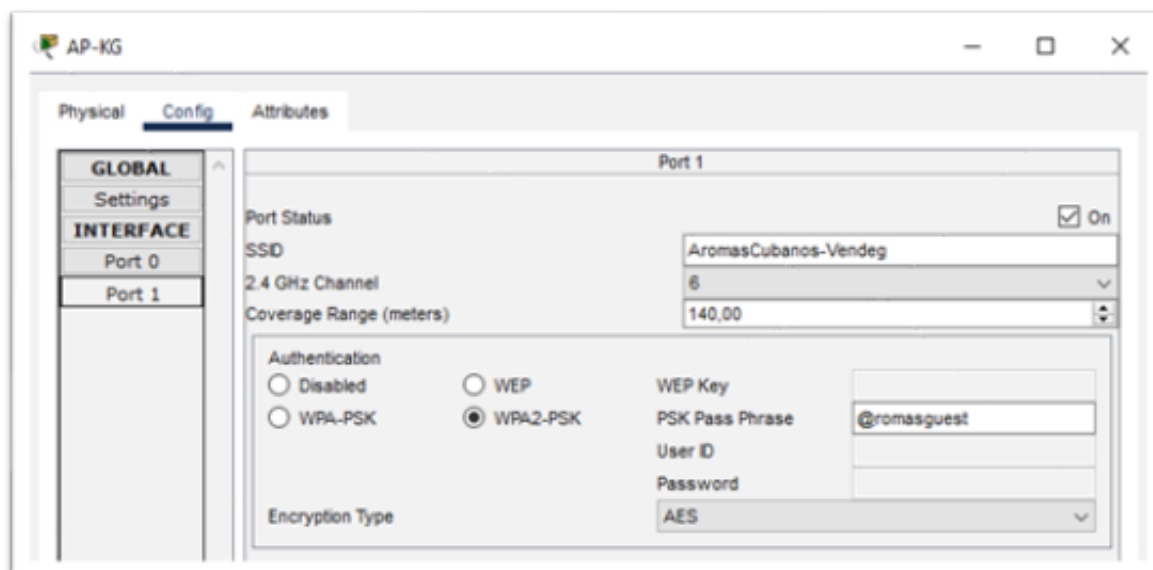 AP-KG
Physical Config Attributes
GLOBAL
Settings
INTERFACE
Port 0
Port 1
Port 1
Port Status On
SSID AromasCubanos-Vendeg
2.4 GHz Channel 6
Coverage Range (meters) 140,00
Authentication
Disabled WEP WEP Key
WPA-PSK WPA2-PSK PSK Pass Phrase @romasguest
User ID
Password
Encryption Type AES